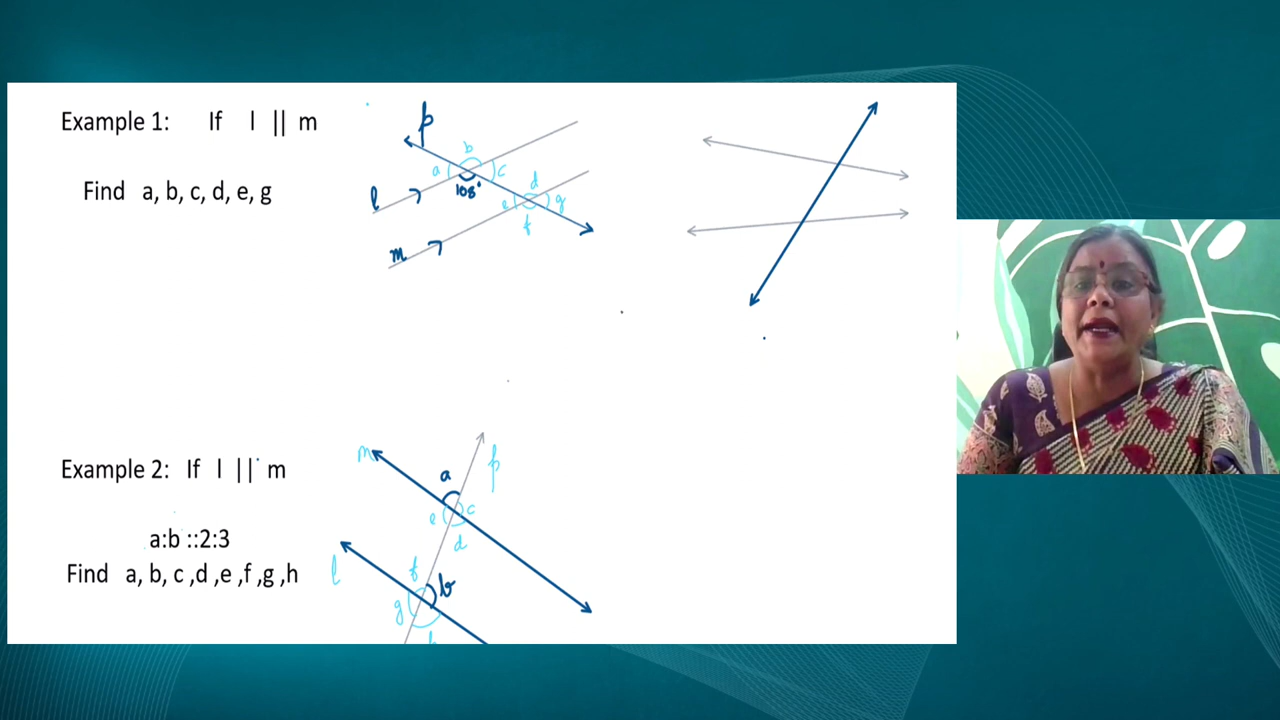 Example 1: If l || m
Find a, b, c, d, e, g
p
b
a
c
108°
l
d
e
g
f
m
Example 2: If l || m
a:b ::2:3
Find a, b, c ,d ,e ,f ,g ,h
m
p
a
c
e
d
l
f
b
g